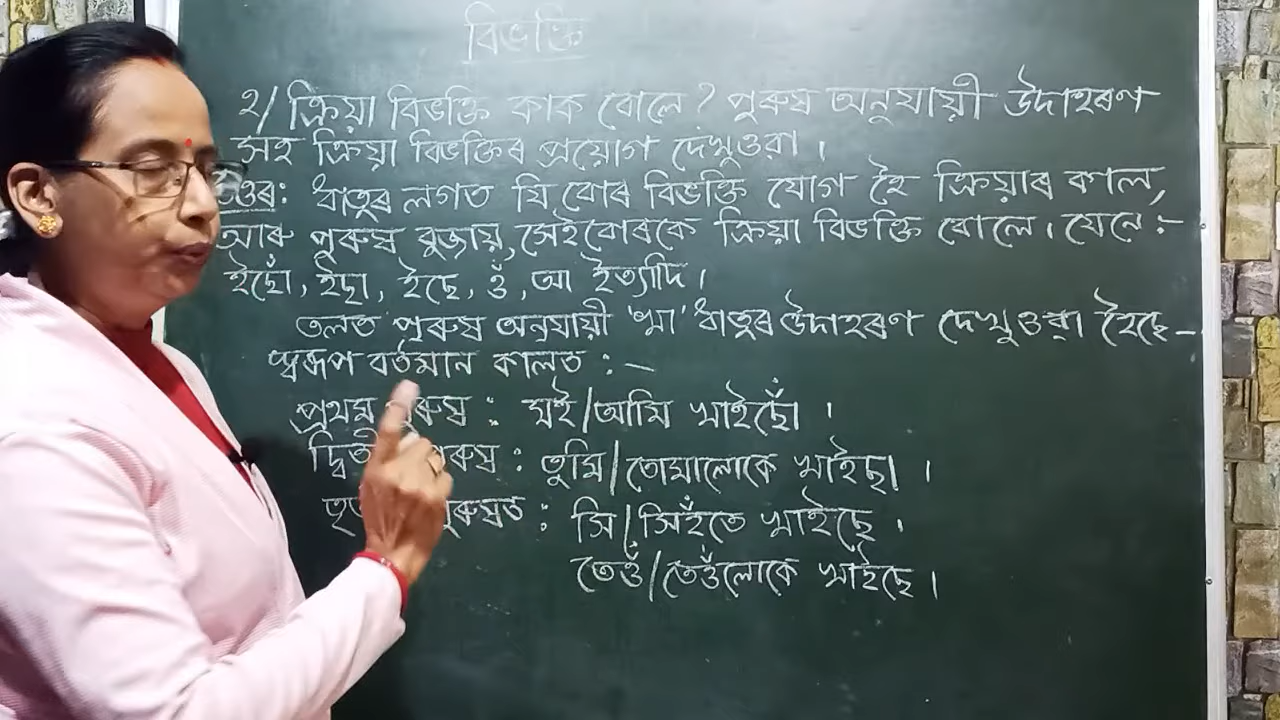 বিভক্তি
২/ ক্ৰিয়া বিভক্তি কাক বোলে? পুৰুষ অনুযায়ী উদাহৰণ
সহ ক্ৰিয়া বিভক্তিৰ প্ৰয়োগ দেখুওৱা।
উত্তৰ: ধাতুৰ লগত যি বোৰ বিভক্তি যোগ হৈ ক্ৰিয়াৰ কাল,
আৰু পুৰুষ বুজায়, সেইবোৰকে ক্ৰিয়া বিভক্তি বোলে। যেনে:-
ইছোঁ, ইছা, ইছে, ওঁ, আ ইত্যাদি।
তলত পুৰুষ অনুযায়ী 'খা' ধাতুৰ উদাহৰণ দেখুওৱা হৈছে -
স্বৰূপ বৰ্তমান কালত : -
প্ৰথম পুৰুষ : মই/আমি খাইছোঁ।
পুৰুষ : তুমি/তোমালোকে খাইছা।
পুৰুষত : সি/সিহঁতে খাইছে।
তেওঁ/তেওঁলোকে খাইছে।